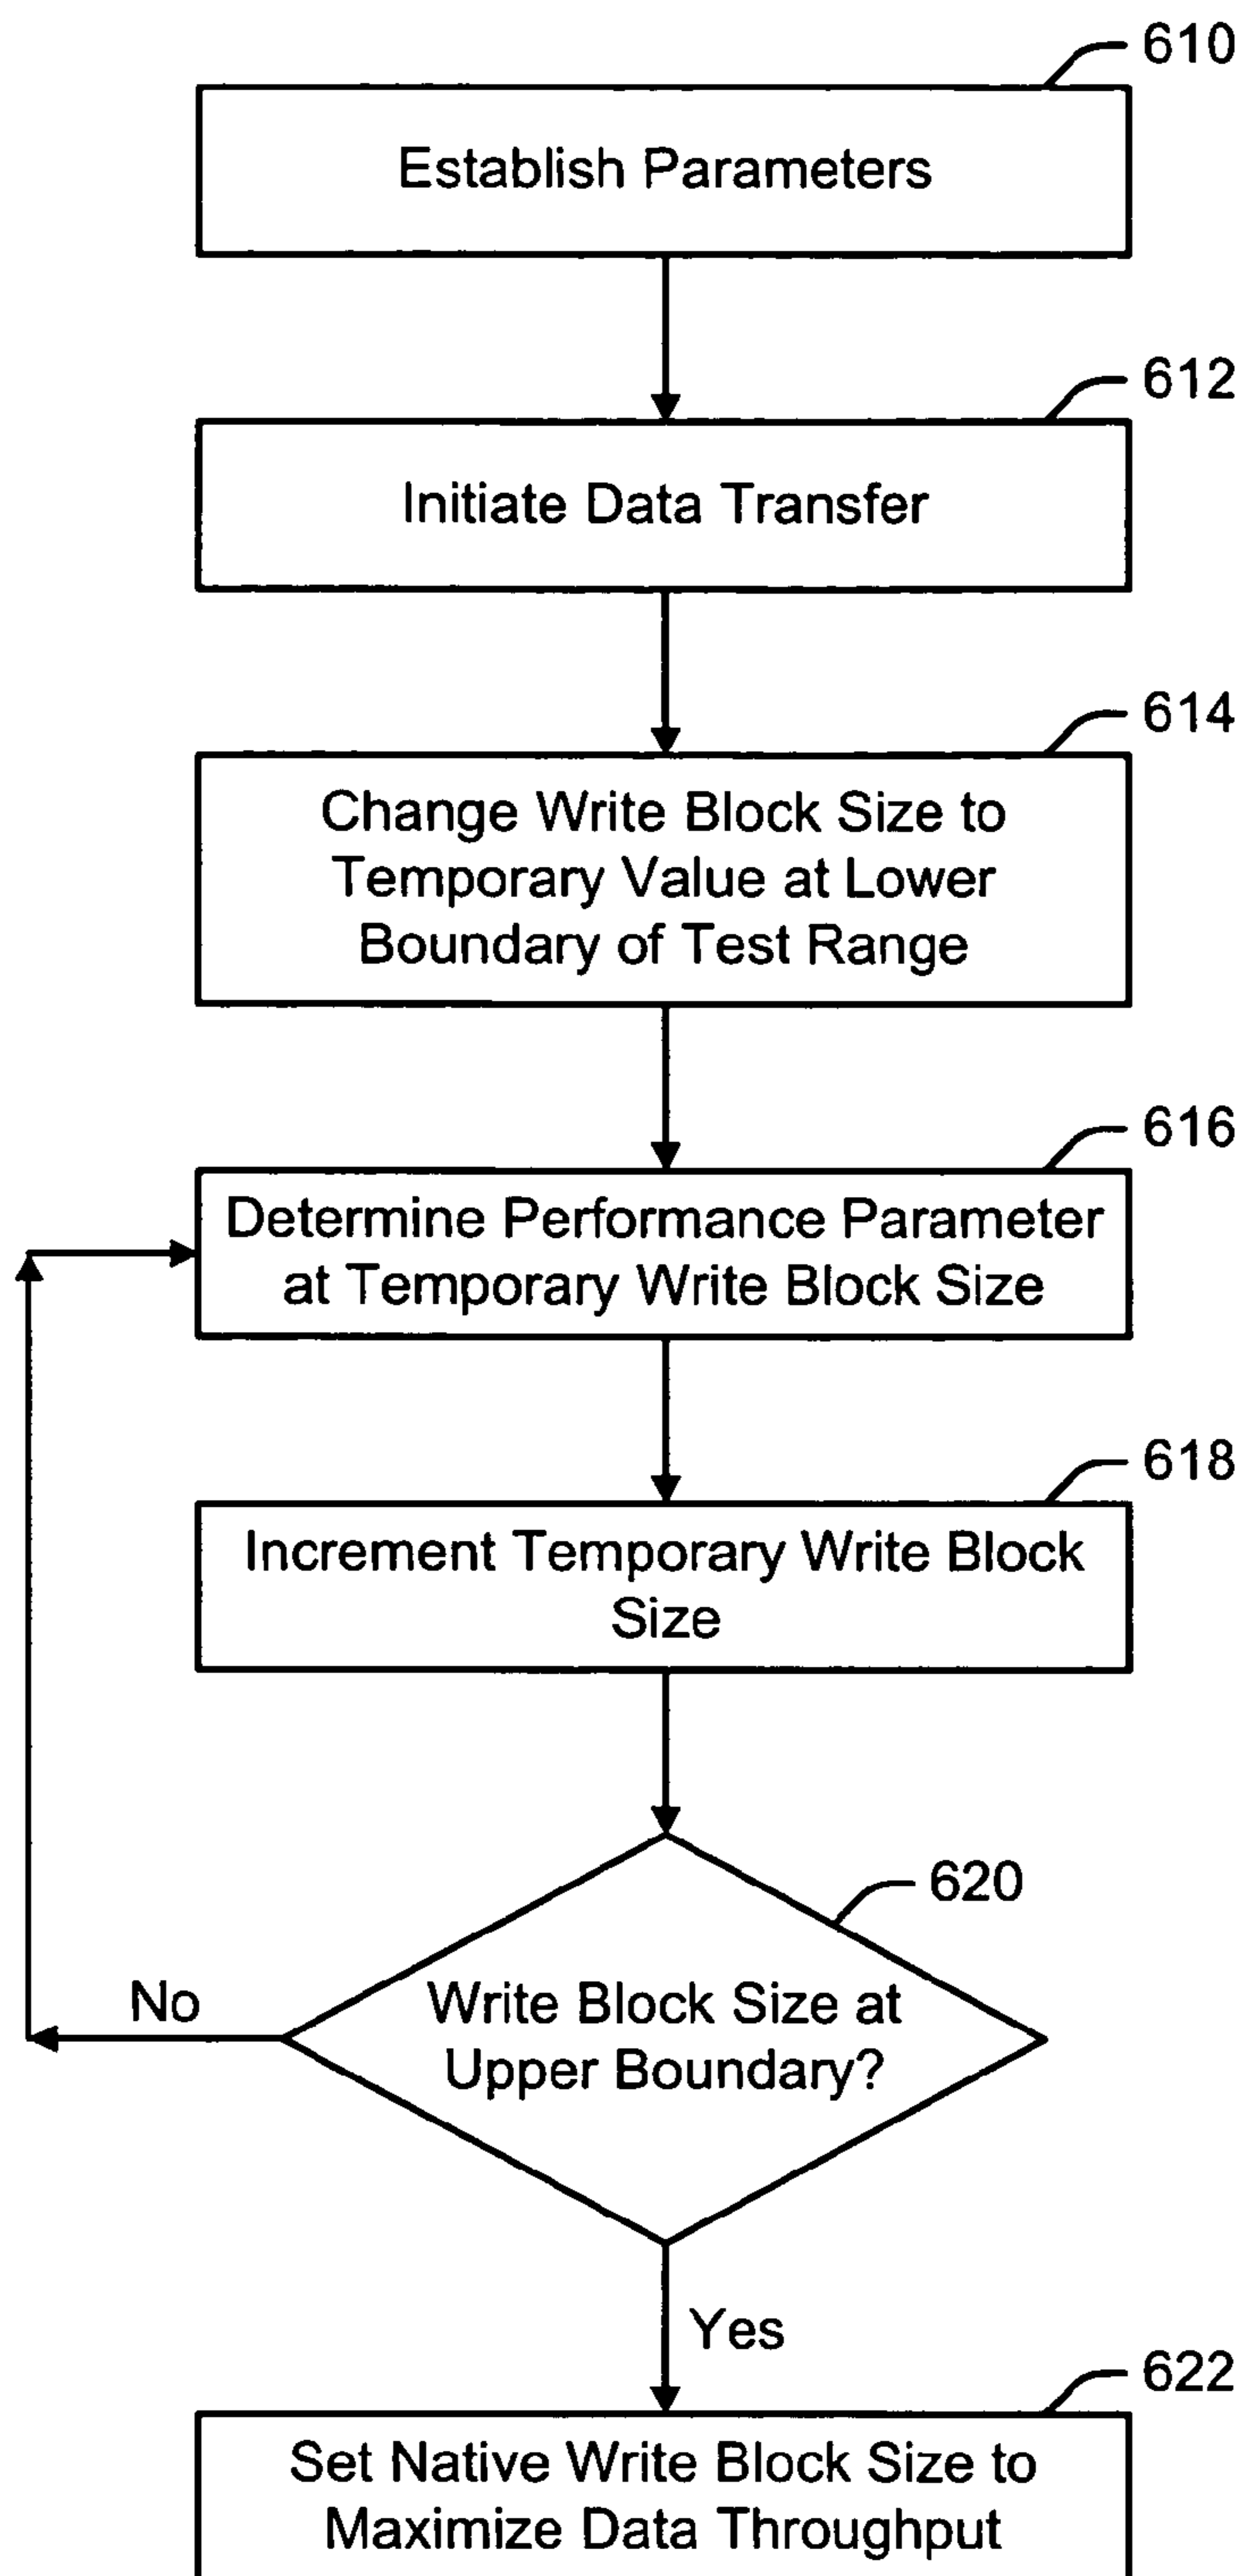 610
Establish Parameters
612
Initiate Data Transfer
614
Change Write Block Size to
Temporary Value at Lower
Boundary of Test Range
616
Determine Performance Parameter
at Temporary Write Block Size
618
Increment Temporary Write Block
Size
620
Write Block Size at
Upper Boundary?
No
Yes
622
Set Native Write Block Size to
Maximize Data Throughput